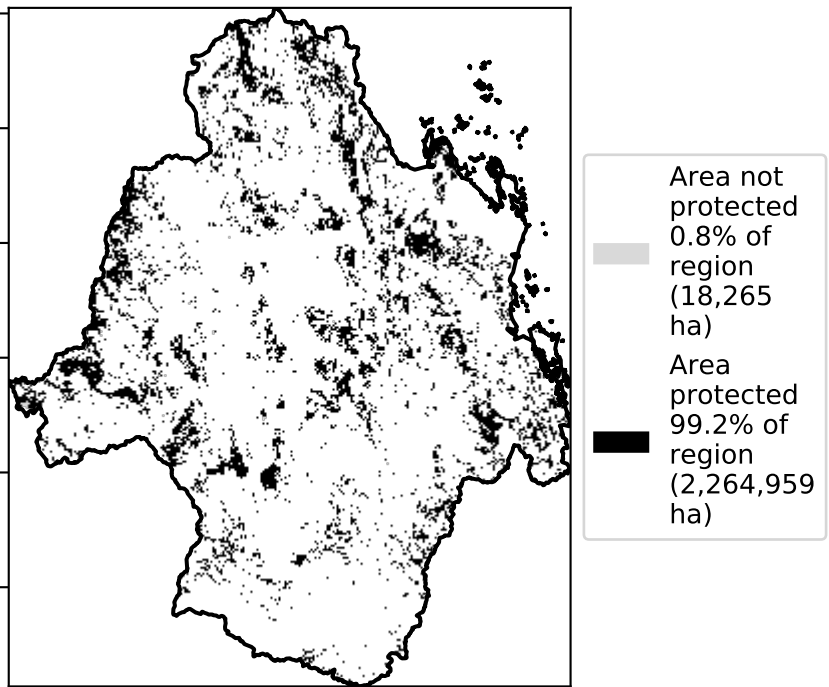 Area not
protected
0.8% of
region
(18,265
ha)
Area
protected
99.2% of
region
(2,264,959
ha)